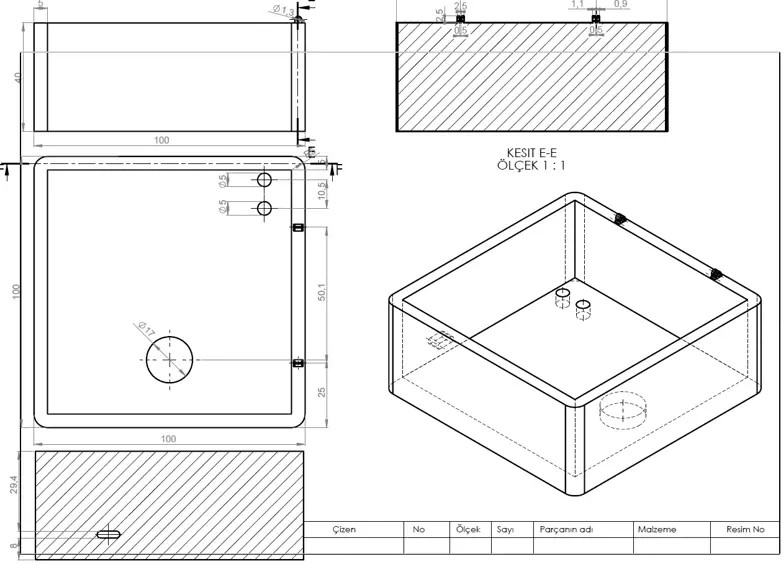 5
Ø1,3
2,5
2,5
1,1
0,9
0,5
0,5
40
100
KESIT E-E
ÖLÇEK 1 : 1
5
Ø5
10,5
Ø5
100
50,1
Ø17
25
100
29,4
8
Çizen No Ölçek Sayı Parçanın adı Malzeme Resim No